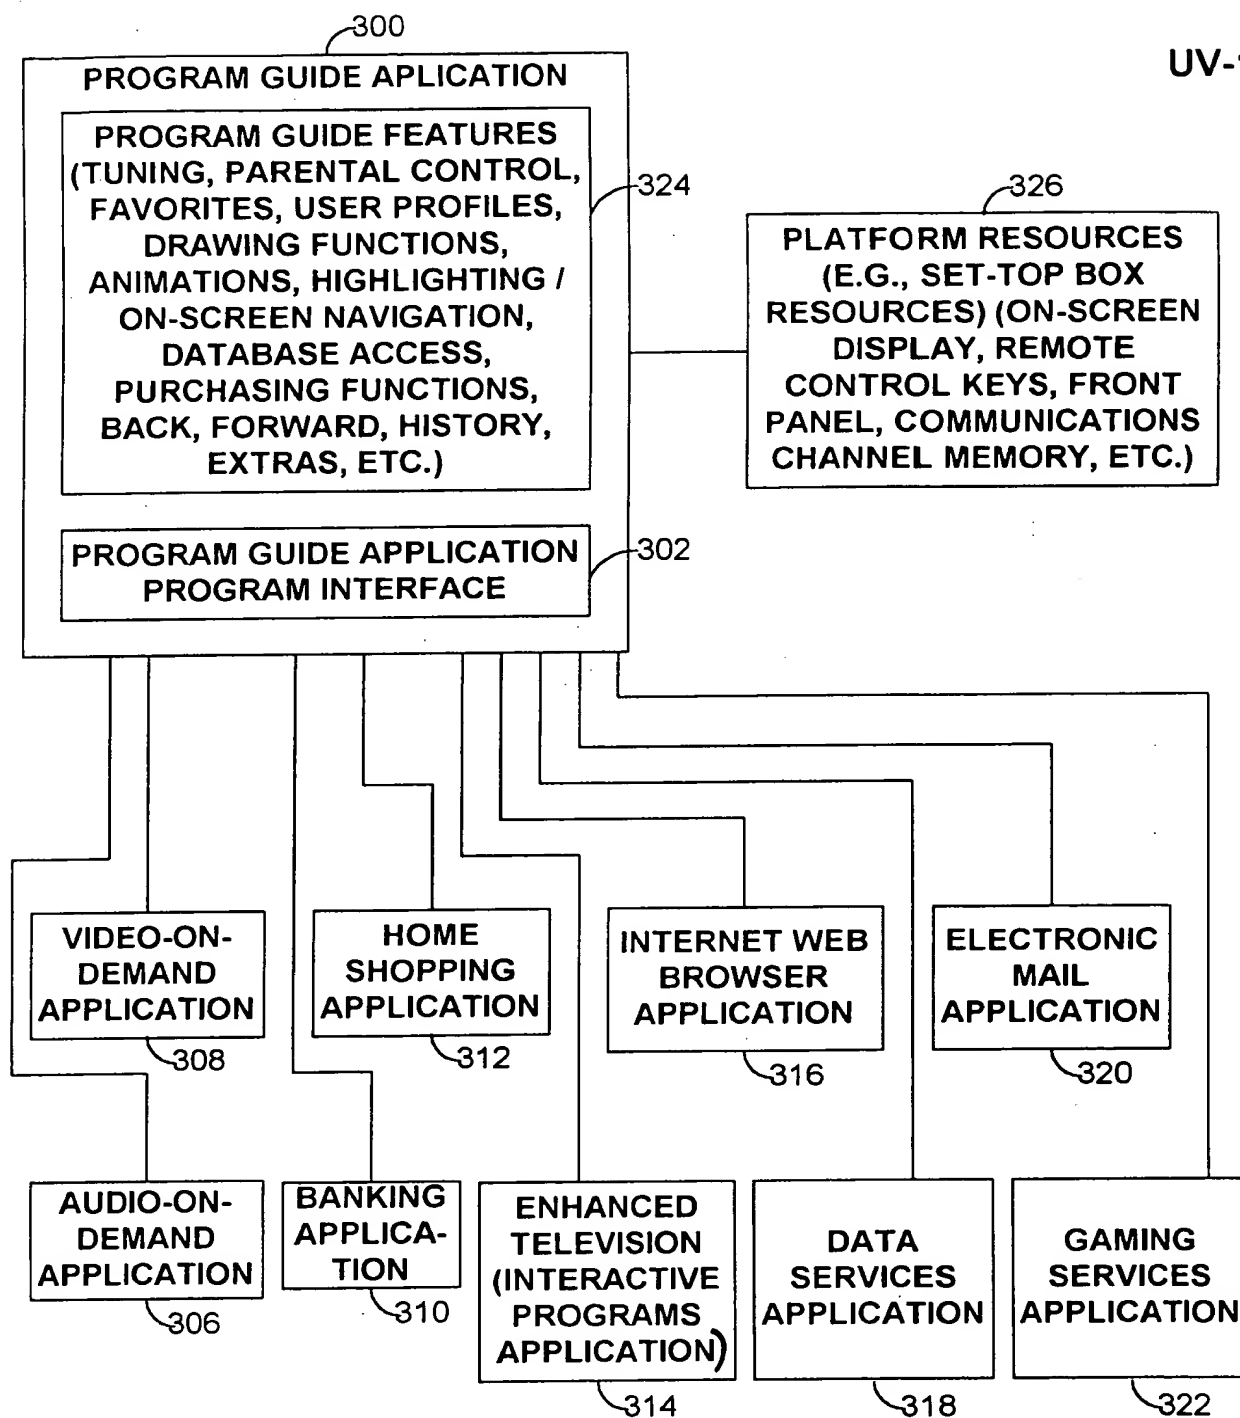 300
UV-
PROGRAM GUIDE APLICATION
PROGRAM GUIDE FEATURES
(TUNING, PARENTAL CONTROL,
FAVORITES, USER PROFILES,
DRAWING FUNCTIONS,
ANIMATIONS, HIGHLIGHTING /
ON-SCREEN NAVIGATION,
DATABASE ACCESS,
PURCHASING FUNCTIONS,
BACK, FORWARD, HISTORY,
EXTRAS, ETC.)
324
326
PLATFORM RESOURCES
(E.G., SET-TOP BOX
RESOURCES) (ON-SCREEN
DISPLAY, REMOTE
CONTROL KEYS, FRONT
PANEL, COMMUNICATIONS
CHANNEL MEMORY, ETC.)
PROGRAM GUIDE APPLICATION
PROGRAM INTERFACE
302
VIDEO-ON-
DEMAND
APPLICATION
308
HOME
SHOPPING
APPLICATION
312
INTERNET WEB
BROWSER
APPLICATION
316
ELECTRONIC
MAIL
APPLICATION
320
AUDIO-ON-
DEMAND
APPLICATION
306
BANKING
APPLICA-
TION
310
ENHANCED
TELEVISION
(INTERACTIVE
PROGRAMS
APPLICATION)
314
DATA
SERVICES
APPLICATION
318
GAMING
SERVICES
APPLICATION
322